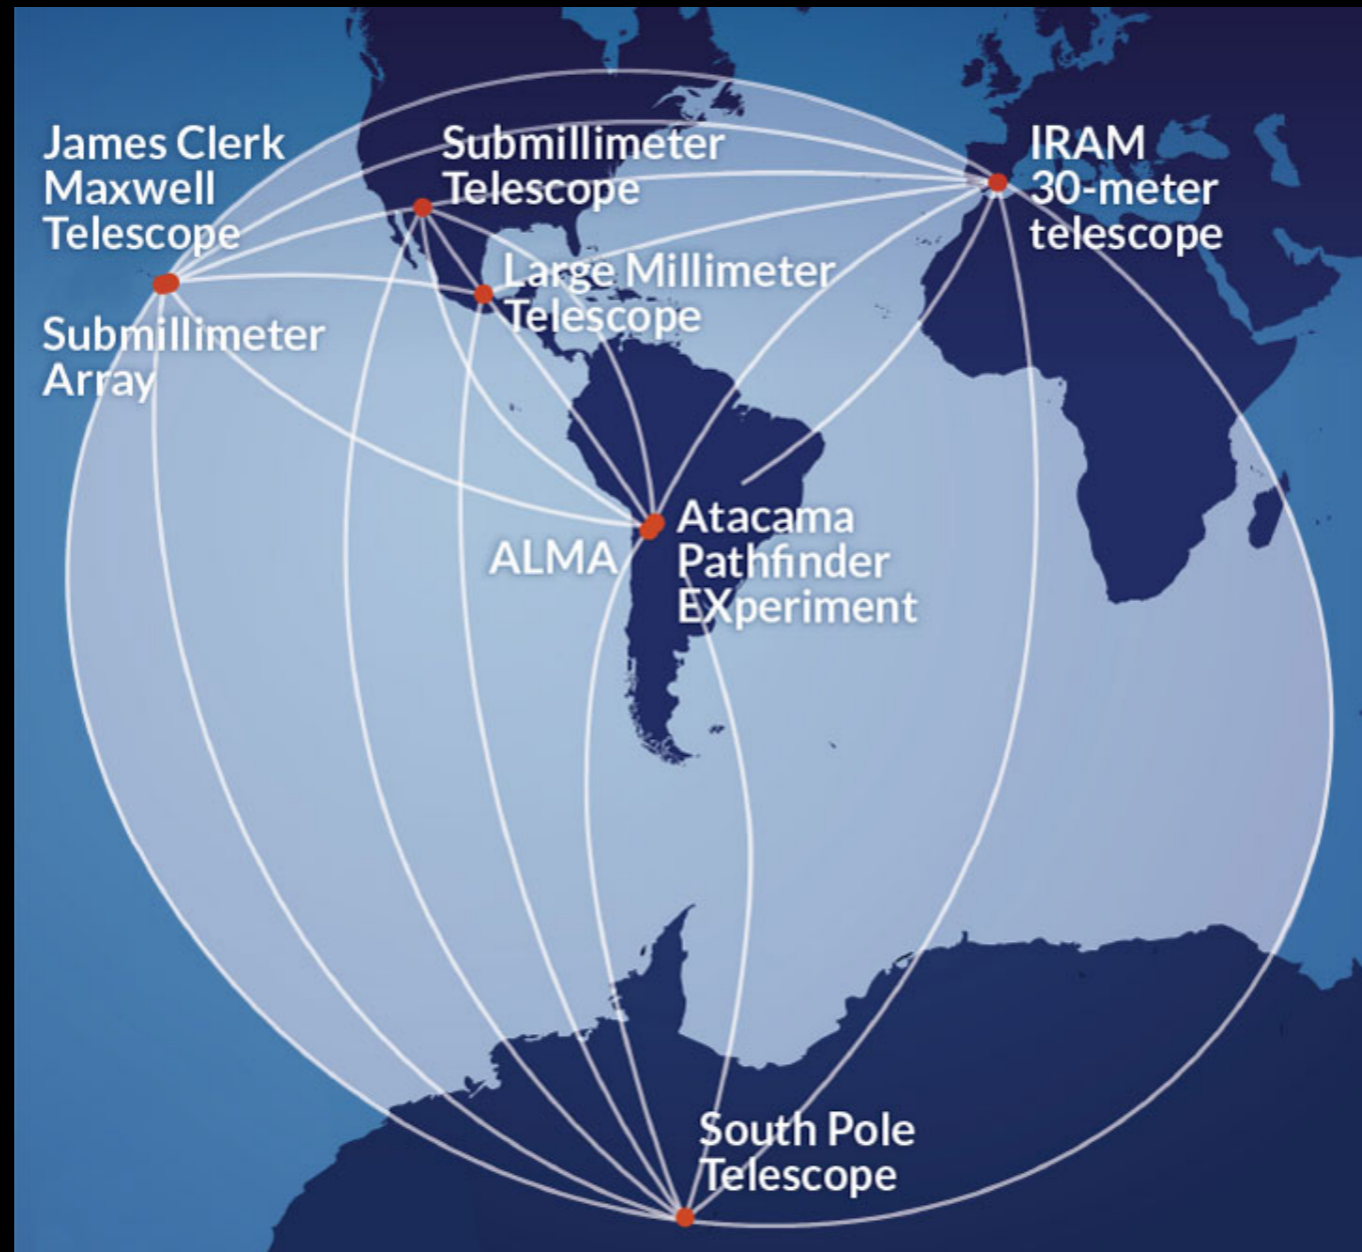 James Clerk
Maxwell
Telescope
Submillimeter
Telescope
IRAM
30-meter
telescope
Large Millimeter
Telescope
Submillimeter
Array
Atacama
Pathfinder
EXperiment
ALMA
South Pole
Telescope